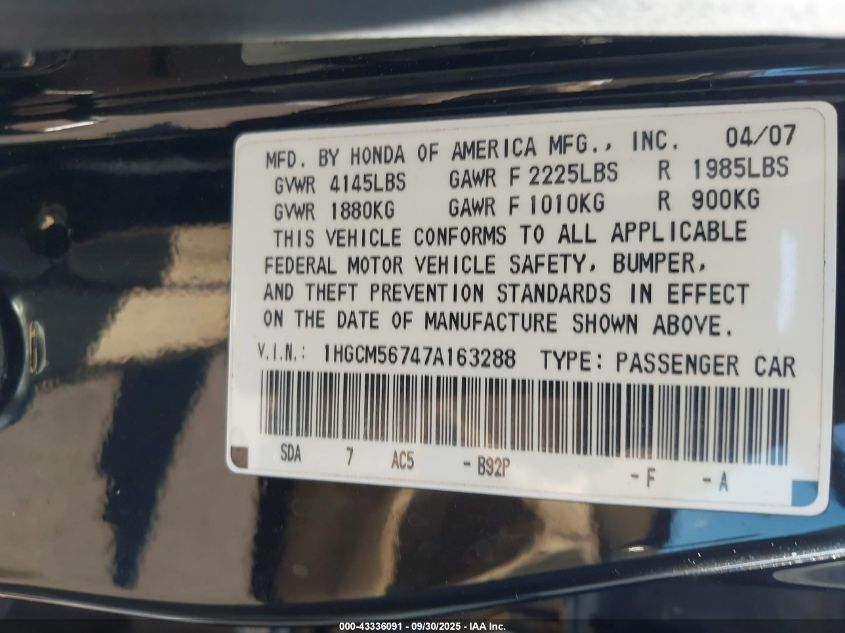 MFD. BY HONDA OF AMERICA MFG., INC. 04/07
GVWR 4145LBS GAWR F 2225LBS R 1985LBS
GVWR 1880KG GAWR F 1010KG R 900KG
THIS VEHICLE CONFORMS TO ALL APPLICABLE
FEDERAL MOTOR VEHICLE SAFETY, BUMPER,
AND THEFT PREVENTION STANDARDS IN EFFECT
ON THE DATE OF MANUFACTURE SHOWN ABOVE.
V.I.N.: 1HGCM56747A163288 TYPE: PASSENGER CAR
SDA 7 AC5 - B92P - F - A
000-43336091 - 09/30/2025 - IAA Inc.